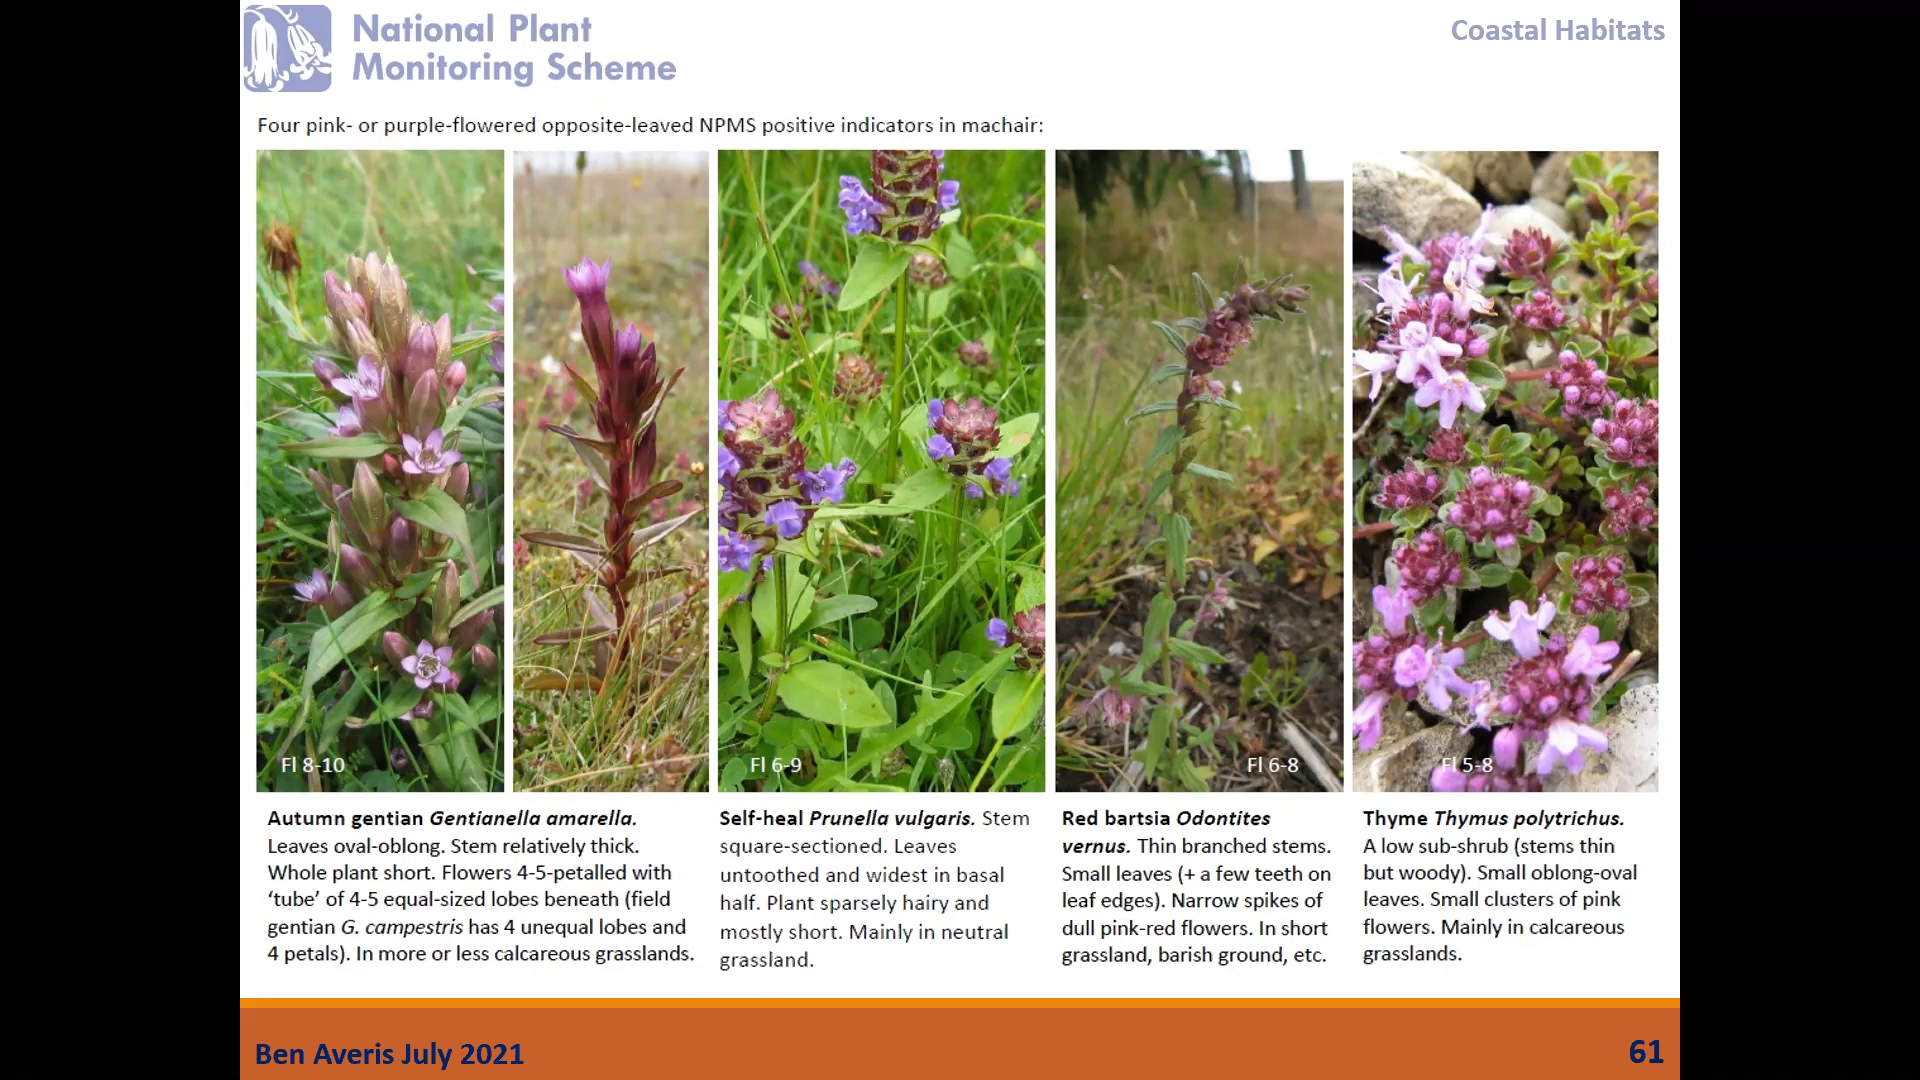 National Plant
Monitoring Scheme
Coastal Habitats
Four pink- or purple-flowered opposite-leaved NPMS positive indicators in machair:
Fl 8-10
Fl 6-9
Fl 6-8
Fl 5-8
Autumn gentian Gentianella amarella.
Leaves oval-oblong. Stem relatively thick.
Whole plant short. Flowers 4-5-petalled with
‘tube’ of 4-5 equal-sized lobes beneath (field
gentian G. campestris has 4 unequal lobes and
4 petals). In more or less calcareous grasslands.
Self-heal Prunella vulgaris. Stem
square-sectioned. Leaves
untoothed and widest in basal
half. Plant sparsely hairy and
mostly short. Mainly in neutral
grassland.
Red bartsia Odontites
vernus. Thin branched stems.
Small leaves (+ a few teeth on
leaf edges). Narrow spikes of
dull pink-red flowers. In short
grassland, barish ground, etc.
Thyme Thymus polytrichus.
A low sub-shrub (stems thin
but woody). Small oblong-oval
leaves. Small clusters of pink
flowers. Mainly in calcareous
grasslands.
Ben Averis July 2021
61